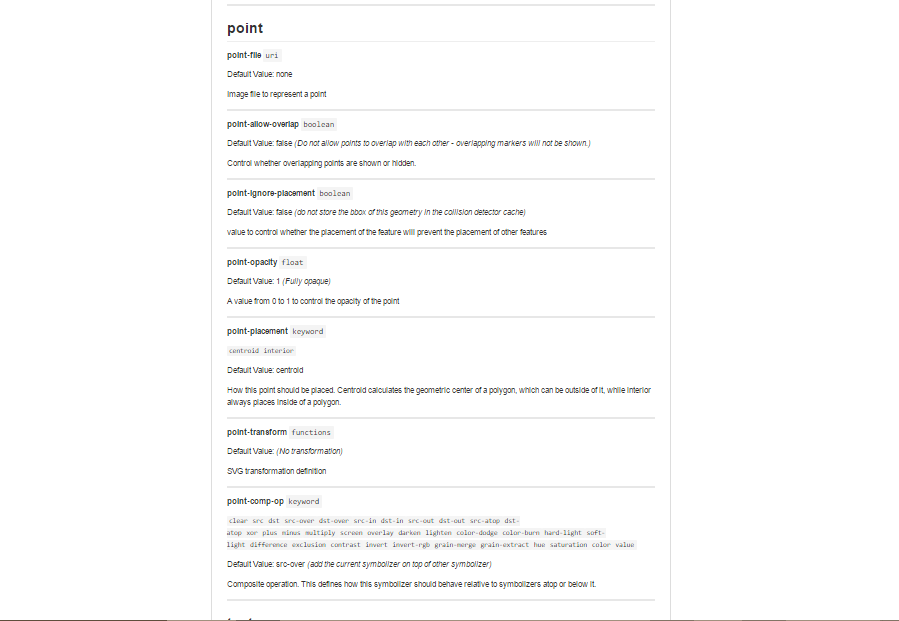 point
point-file uri
Default Value: none
Image file to represent a point
point-allow-overlap boolean
Default Value: false (Do not allow points to overlap with each other - overlapping markers will not be shown.)
Control whether overlapping points are shown or hidden.
point-ignore-placement boolean
Default Value: false (do not store the bbox of this geometry in the collision detector cache)
value to control whether the placement of the feature will prevent the placement of other features
point-opacity float
Default Value: 1 (Fully opaque)
A value from 0 to 1 to control the opacity of the point
point-placement keyword
centroid interior
Default Value: centroid
How this point should be placed. Centroid calculates the geometric center of a polygon, which can be outside of it, while interior
always places inside of a polygon.
point-transform functions
Default Value: (No transformation)
SVG transformation definition
point-comp-op keyword
clear src dst src-over dst-over src-in dst-in src-out dst-out src-atop dst-
atop xor plus minus multiply screen overlay darken lighten color-dodge color-burn hard-light soft-
light difference exclusion contrast invert invert-rgb grain-merge grain-extract hue saturation color value
Default Value: src-over (add the current symbolizer on top of other symbolizer)
Composite operation. This defines how this symbolizer should behave relative to symbolizers atop or below it.